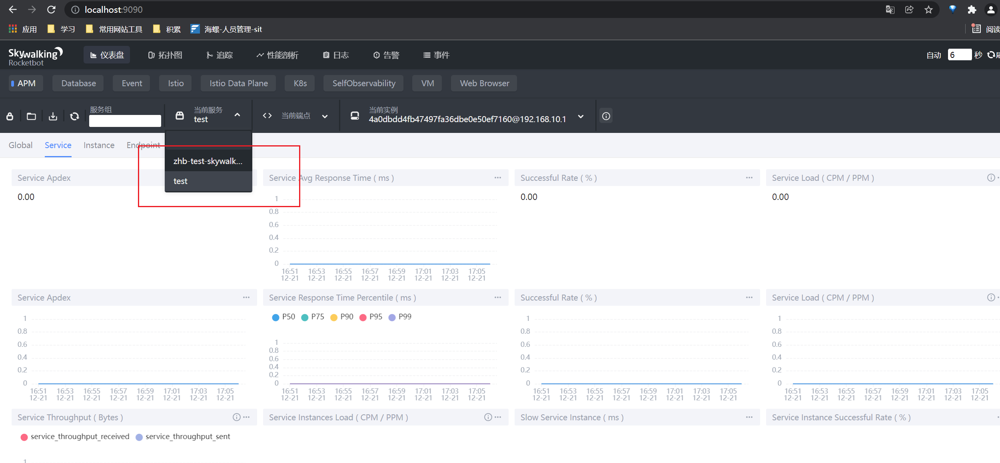 localhost:9090
应用 学习 常用网站工具 积累 海螺-人员管理-sit 阅读
Skywalking
Rocketbot
仪表盘 拓扑图 追踪 性能剖析 日志 告警 事件 自动 6 秒
APM Database Event Istio Istio Data Plane K8s SelfObservability VM Web Browser
服务组 当前服务 test 当前端点 当前实例 4a0dbdd4fb47497fa36dbe0e50ef7160@192.168.10.1
Global Service Instance Endpoint
zhb-test-skywalk...
test
Service Apdex
0.00
Service Avg Response Time ( ms )
1
0.8
0.6
0.4
0.2
0
16:51 16:53 16:55 16:57 16:59 17:01 17:03 17:05
12-21 12-21 12-21 12-21 12-21 12-21 12-21 12-21
Successful Rate ( % )
0.00
Service Load ( CPM / PPM )
0.00
Service Apdex
1
0.8
0.6
0.4
0.2
0
16:51 16:53 16:55 16:57 16:59 17:01 17:03 17:05
12-21 12-21 12-21 12-21 12-21 12-21 12-21 12-21
Service Response Time Percentile ( ms )
P50 P75 P90 P95 P99
1
0.8
0.6
0.4
0.2
0
16:51 16:53 16:55 16:57 16:59 17:01 17:03 17:05
12-21 12-21 12-21 12-21 12-21 12-21 12-21 12-21
Successful Rate ( % )
1
0.8
0.6
0.4
0.2
0
16:51 16:53 16:55 16:57 16:59 17:01 17:03 17:05
12-21 12-21 12-21 12-21 12-21 12-21 12-21 12-21
Service Load ( CPM / PPM )
1
0.8
0.6
0.4
0.2
0
16:51 16:53 16:55 16:57 16:59 17:01 17:03 17:05
12-21 12-21 12-21 12-21 12-21 12-21 12-21 12-21
Service Throughput ( Bytes )
service_throughput_received service_throughput_sent
1
Service Instances Load ( CPM / PPM )
Slow Service Instance ( ms )
Service Instance Successful Rate ( % )